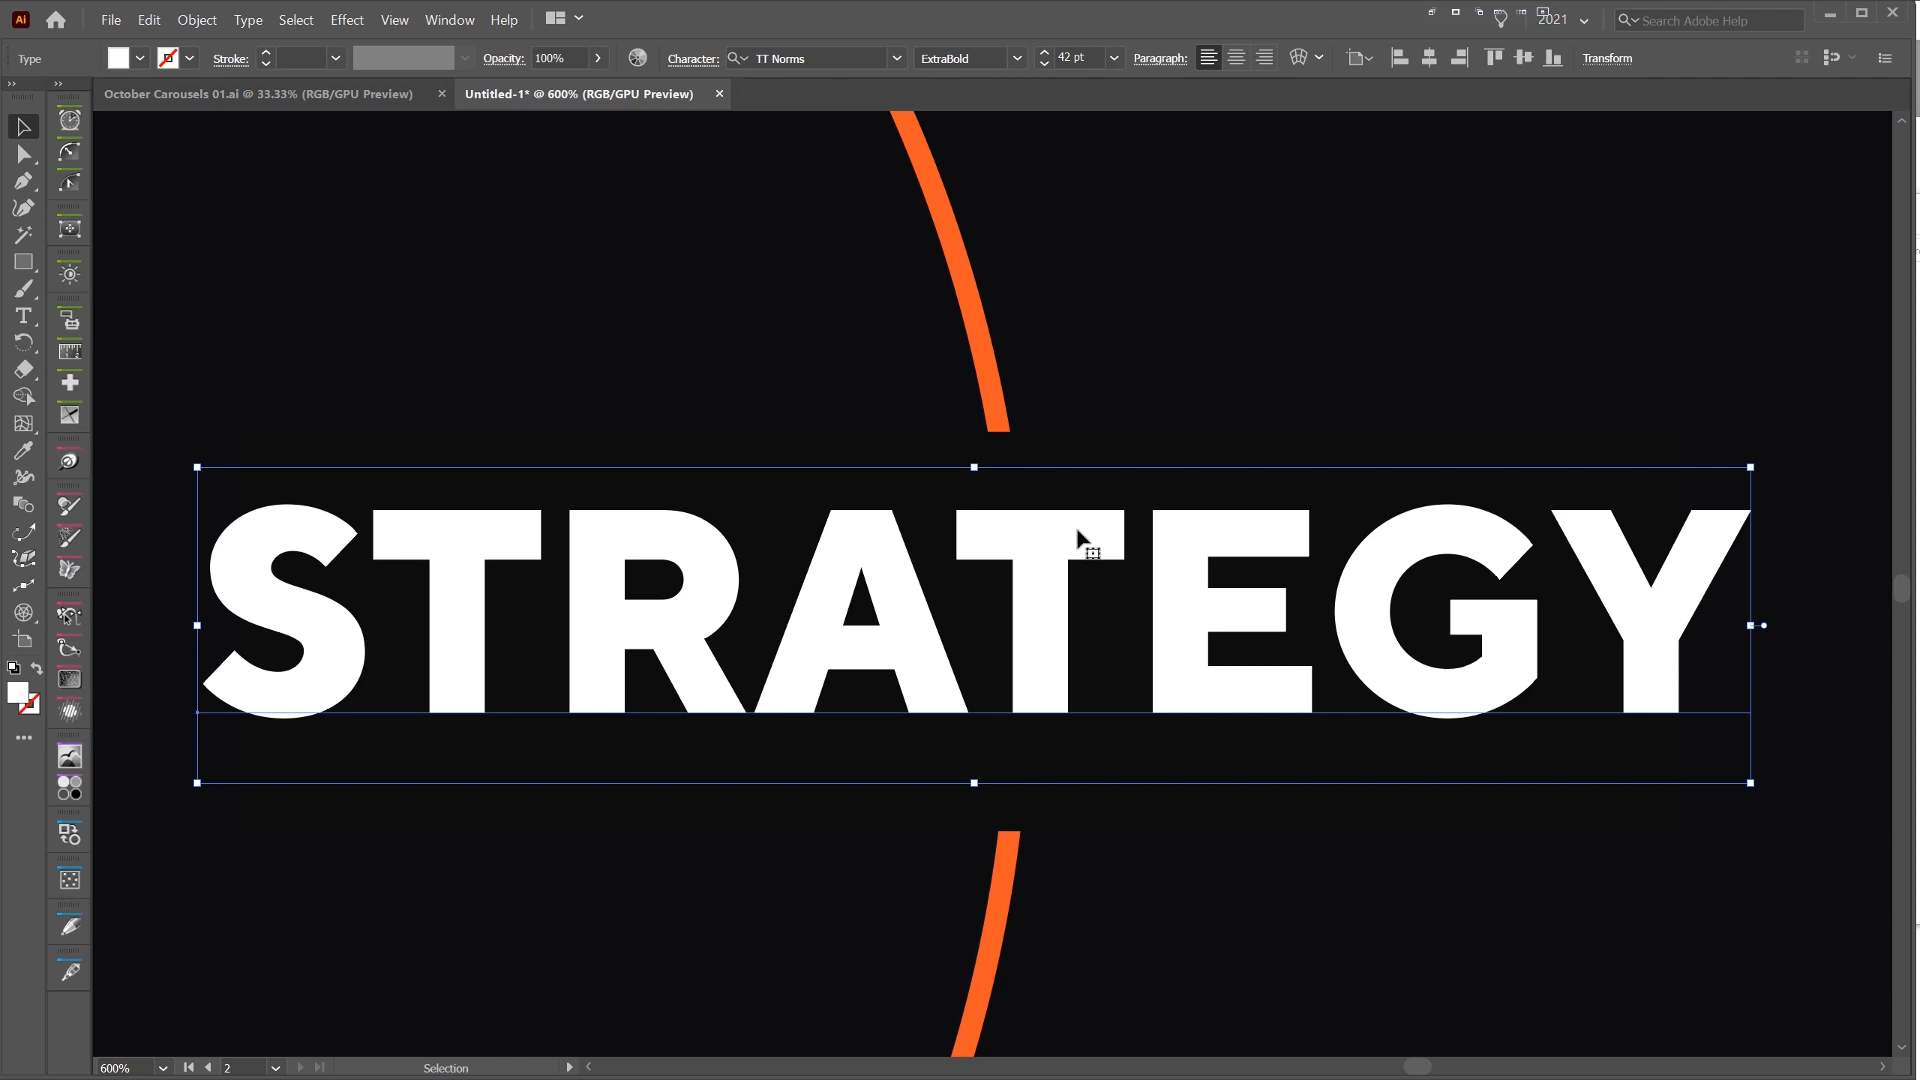 Ai File Edit Object Type Select Effect View Window Help 2021 Search Adobe Help
Type Stroke: Opacity: 100% Character: TT Norms ExtraBold 42 pt Paragraph: Transform
October Carousels 01.ai @ 33.33% (RGB/GPU Preview) Untitled-1* @ 600% (RGB/GPU Preview)
STRATEGY
600% 2 Selection